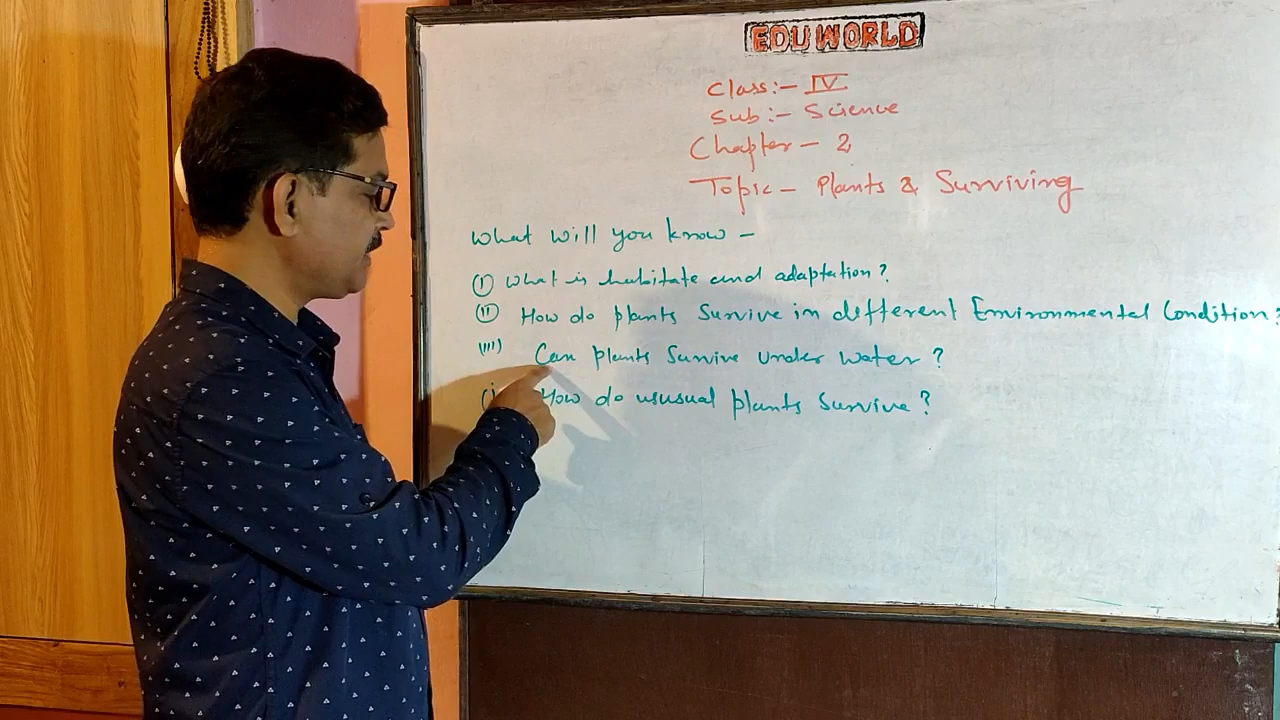 EDU WORLD
Class:- IV
Sub:- Science
Chapter - 2
Topic - Plants & Surviving
What will you know -
(i) What is habitate and adaptation?
(ii) How do plants Survive in different Environmental Condition?
(iii) Can plants Survive under water?
How do ususual plants Survive?